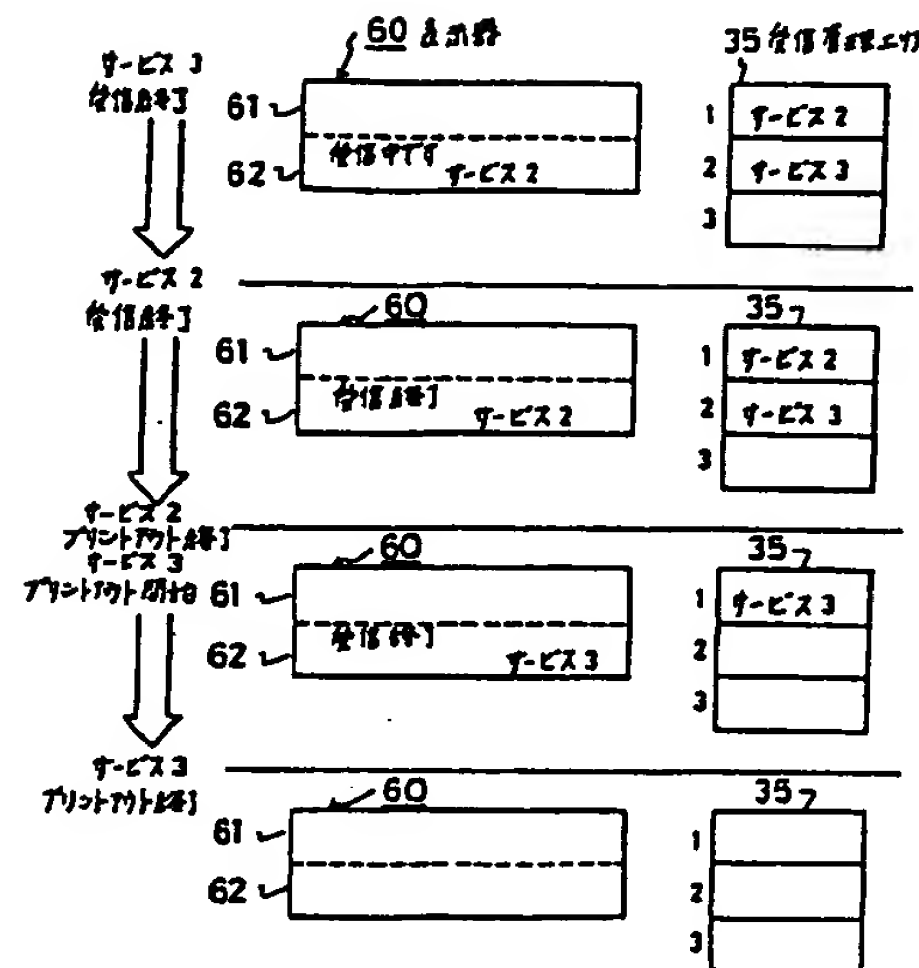 サービス 3
受信終了
60 表示器
35 受信管理エリア
61
62
受信中です
サービス 2
1 サービス 2
2 サービス 3
3
サービス 2
受信終了
60
35
61
62
受信終了
サービス 2
1 サービス 2
2 サービス 3
3
サービス 2
プリントアウト終了
サービス 3
プリントアウト開始
60
35
61
62
受信終了
サービス 3
1 サービス 3
2
3
サービス 3
プリントアウト終了
60
35
61
62
1
2
3